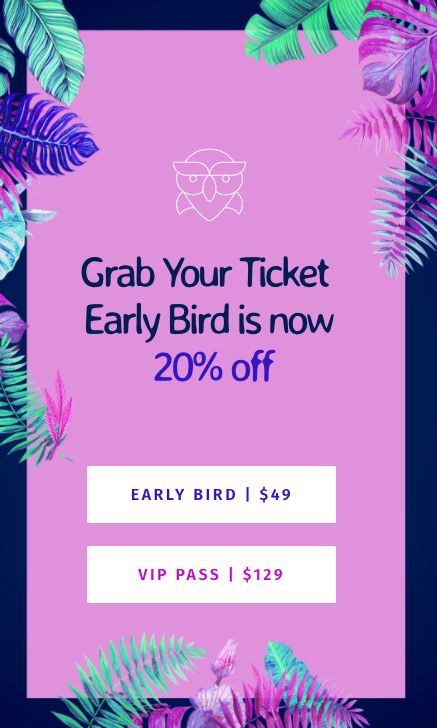 Grab Your Ticket
Early Bird is now
20% off
EARLY BIRD | $49
VIP PASS | $129